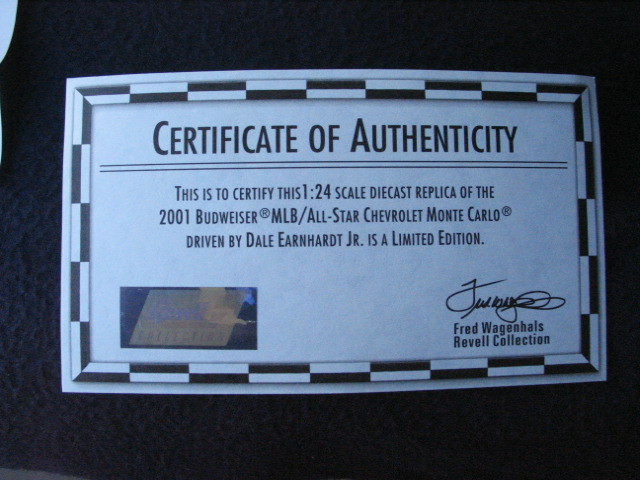 CERTIFICATE OF AUTHENTICITY
THIS IS TO CERTIFY THIS 1:24 SCALE DIECAST REPLICA OF THE
2001 BUDWEISER® MLB/ALL-STAR CHEVROLET MONTE CARLO®
DRIVEN BY DALE EARNHARDT JR. IS A LIMITED EDITION.
Fred Wagenhals
Revell Collection